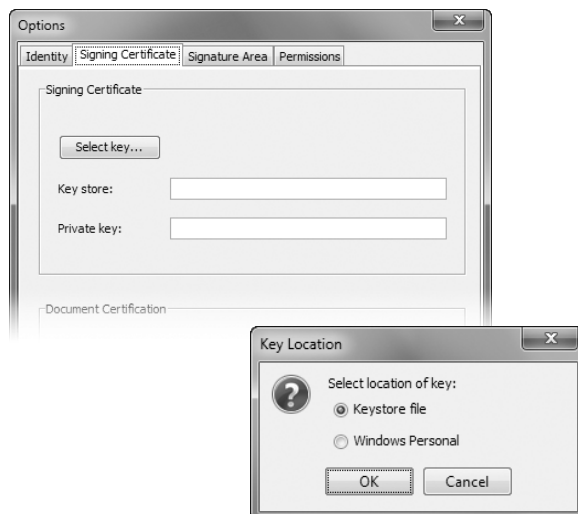 Options
Identity Signing Certificate Signature Area Permissions
Signing Certificate
Select key...
Key store:
Private key:
Document Certification
Key Location
Select location of key:
Keystore file
Windows Personal
OK Cancel